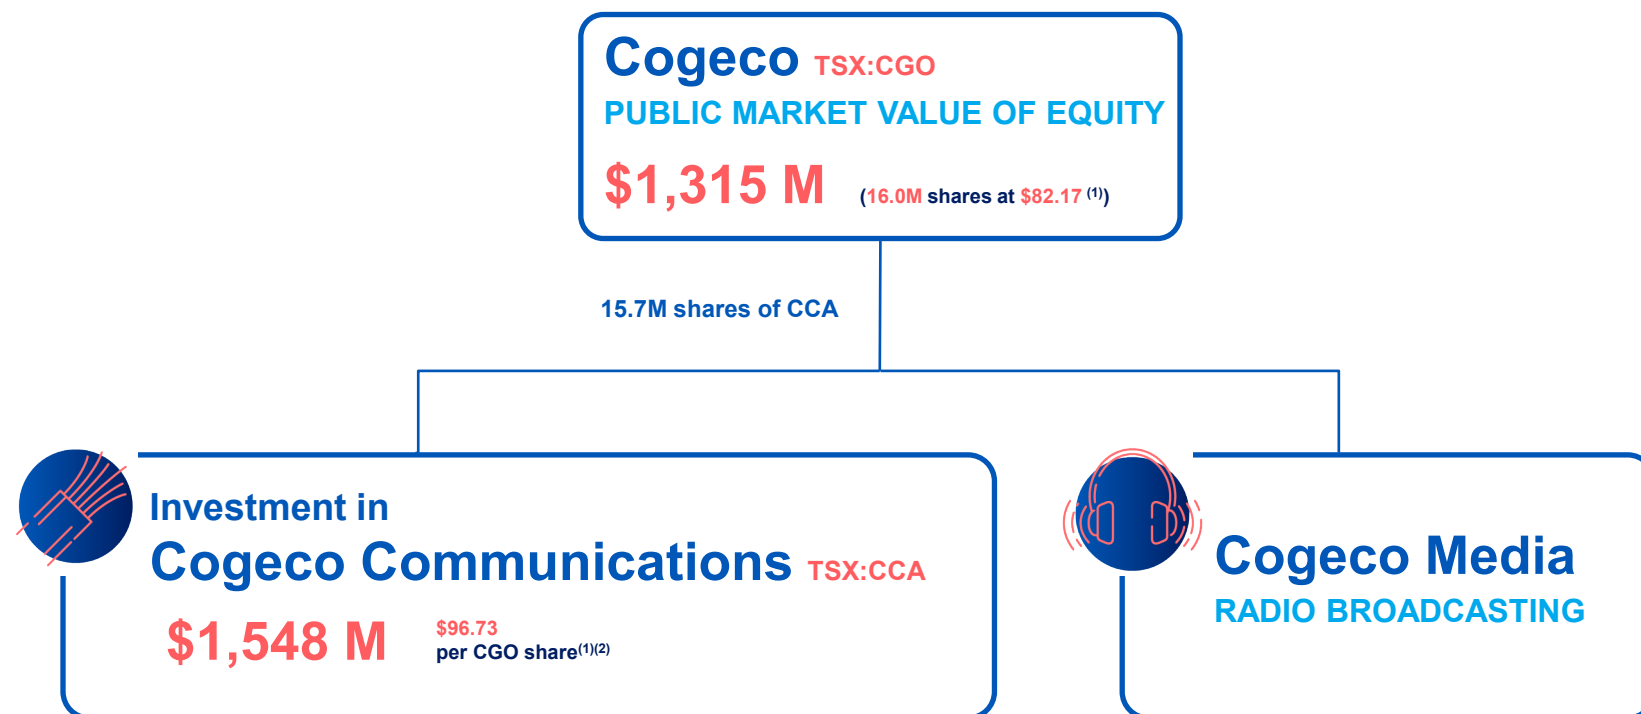 Cogeco TSX:CGO
PUBLIC MARKET VALUE OF EQUITY
$1,315 M (16.0M shares at $82.17 (1))
15.7M shares of CCA
Investment in
Cogeco Communications TSX:CCA
$1,548 M
$96.73
per CGO share(1)(2)
Cogeco Media
RADIO BROADCASTING